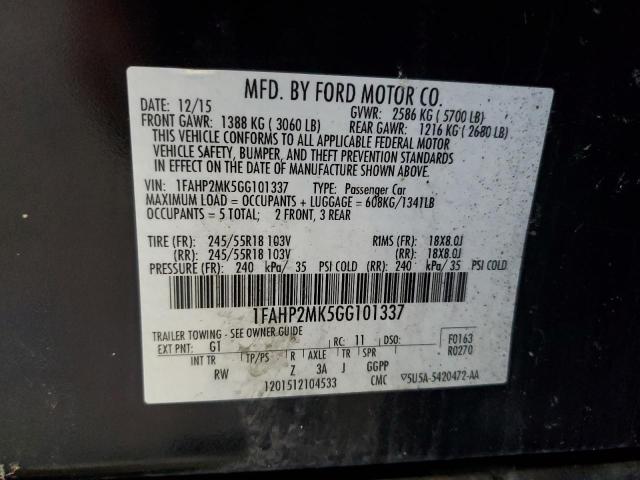 MFD. BY FORD MOTOR CO.
DATE: 12/15 GVWR: 2586 KG ( 5700 LB)
FRONT GAWR: 1388 KG ( 3060 LB) REAR GAWR: 1216 KG ( 2680 LB)
THIS VEHICLE CONFORMS TO ALL APPLICABLE FEDERAL MOTOR
VEHICLE SAFETY, BUMPER, AND THEFT PREVENTION STANDARDS
IN EFFECT ON THE DATE OF MANUFACTURE SHOWN ABOVE.
VIN: 1FAHP2MK5GG101337 TYPE: Passenger Car
MAXIMUM LOAD = OCCUPANTS + LUGGAGE = 608KG/1341LB
OCCUPANTS = 5 TOTAL; 2 FRONT, 3 REAR
TIRE (FR): 245/55R18 103V RIMS (FR): 18X8.0J
(RR): 245/55R18 103V (RR): 18X8.0J
PRESSURE (FR): 240 kPa/ 35 PSI COLD (RR): 240 kPa/ 35 PSI COLD
1FAHP2MK5GG101337
TRAILER TOWING - SEE OWNER GUIDE
EXT PNT: G1 RC: 11 DSO: F0163
INT TR TP/PS R AXLE TR SPR R0270
RW Z 3A J GGPP
1201512104533 CMC ▽5U5A-5420472-AA